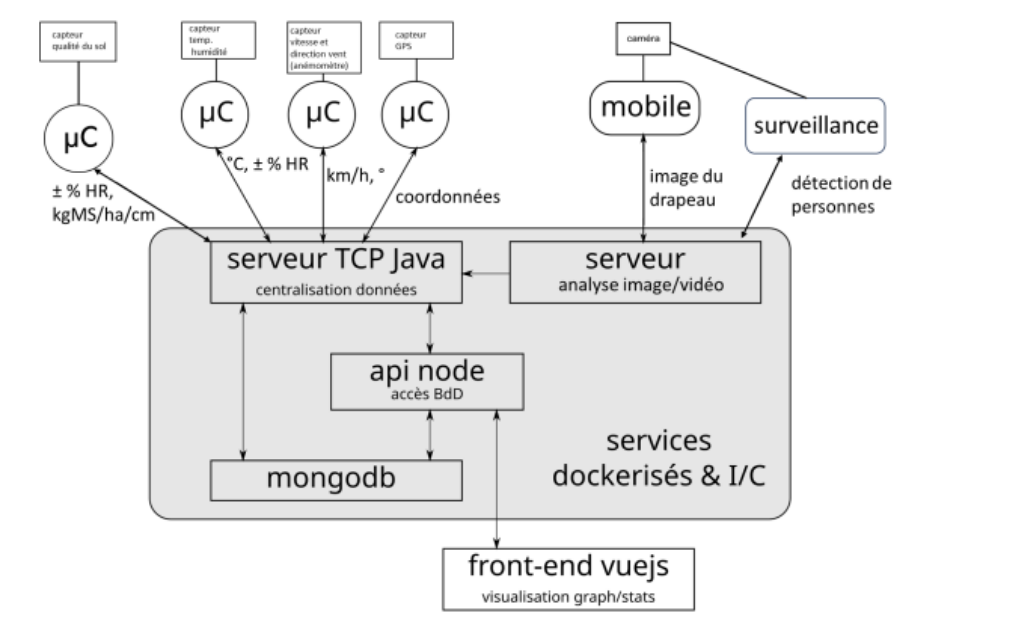 capteur
qualité du sol
capteur
temp.
humidité
capteur
vitesse et
direction vent
(anémomètre)
capteur
GPS
caméra
µC
µC
µC
µC
mobile
surveillance
± % HR,
kgMS/ha/cm
°C, ± % HR
km/h, °
coordonnées
image du
drapeau
détection de
personnes
serveur TCP Java
centralisation données
serveur
analyse image/vidéo
api node
accès BdD
mongodb
services
dockerisés & I/C
front-end vuejs
visualisation graph/stats